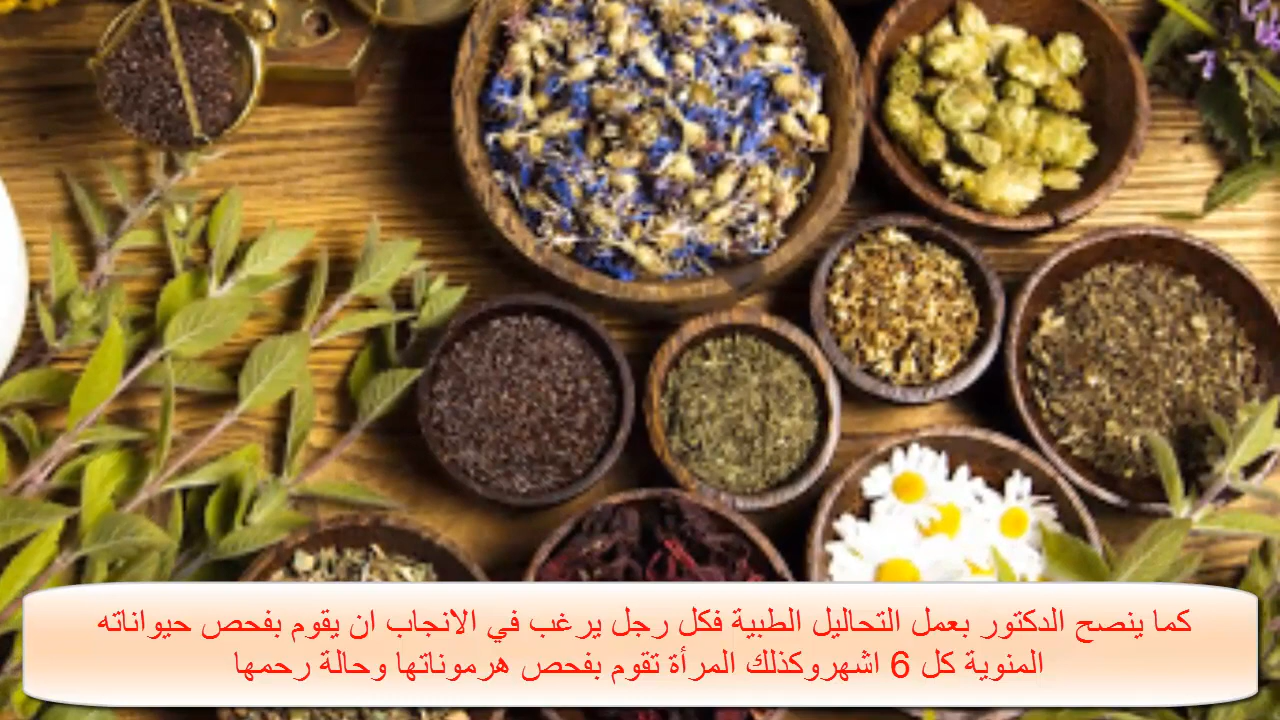 كما ينصح الدكتور بعمل التحاليل الطبية فكل رجل يرغب في الانجاب ان يقوم بفحص حيواناته
المنوية كل 6 اشهروكذلك المرأة تقوم بفحص هرموناتها وحالة رحمها